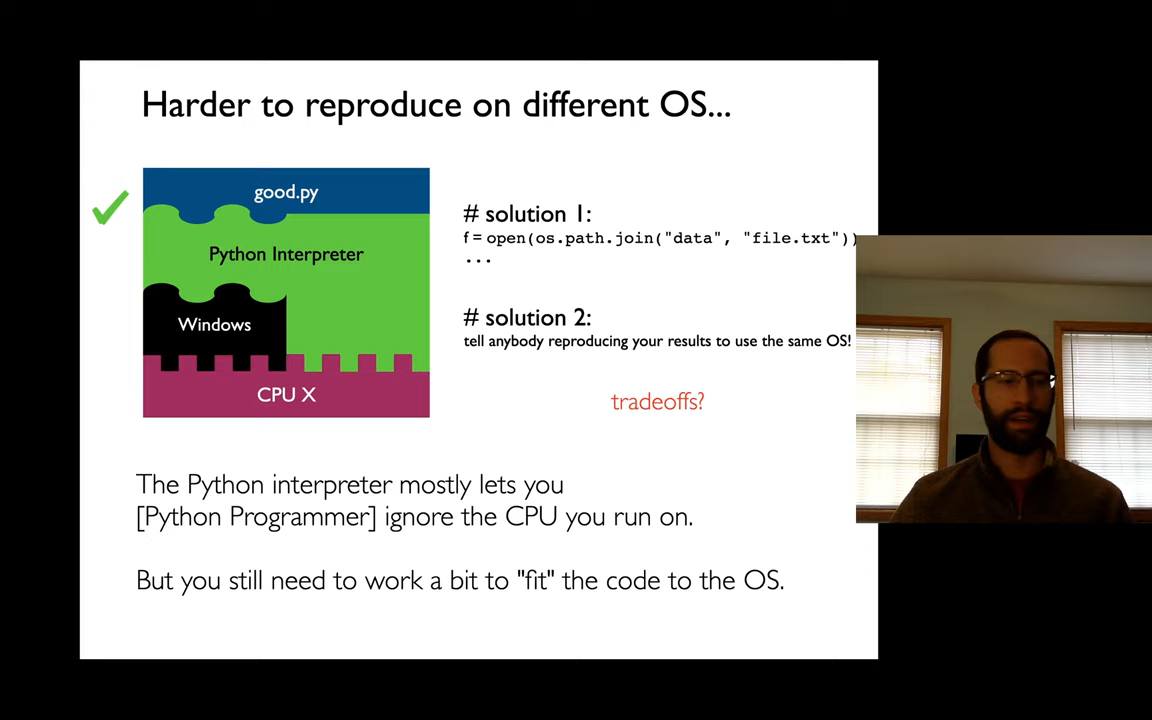 Harder to reproduce on different OS...
good.py
Python Interpreter
Windows
CPU X
# solution 1:
f = open(os.path.join("data", "file.txt"))
...
# solution 2:
tell anybody reproducing your results to use the same OS!
tradeoffs?
The Python interpreter mostly lets you
[Python Programmer] ignore the CPU you run on.
But you still need to work a bit to "fit" the code to the OS.